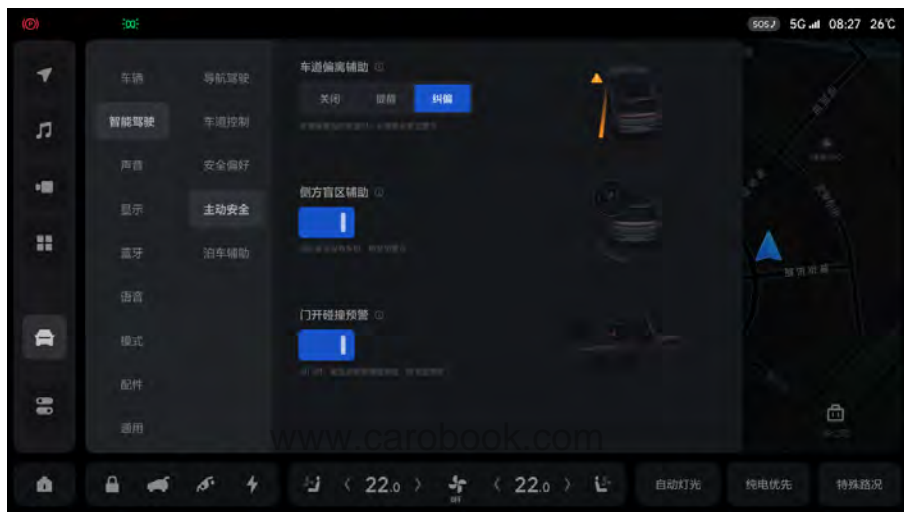 SOS 5G 08:27 26℃
车辆
智能驾驶
声音
显示
蓝牙
语言
模式
配件
通用
导航驾驶
车道控制
安全偏好
主动安全
泊车辅助
车道偏离辅助
关闭
提醒
纠偏
侧方盲区辅助
门开碰撞预警
www.carobook.com
22.0
OFF
22.0
自动灯光
纯电优先
特殊路况